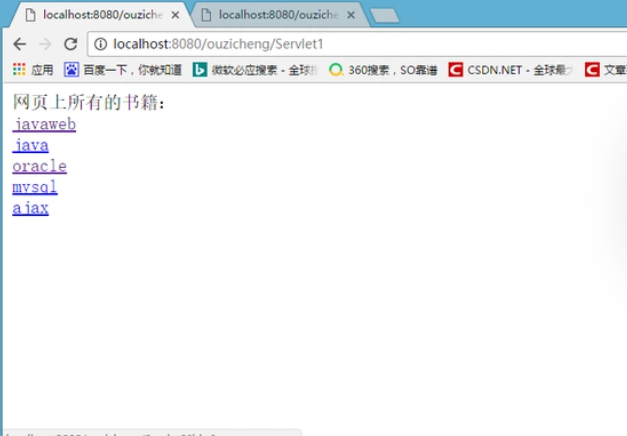 localhost:8080/ouziche
localhost:8080/ouziche
localhost:8080/ouzicheng/Servlet1
应用 百度一下，你就知道 微软必应搜索 - 全球 360搜索，SO靠谱 CSDN.NET - 全球最 文章
网页上所有的书籍：
javaweb
java
oracle
mysql
ajax